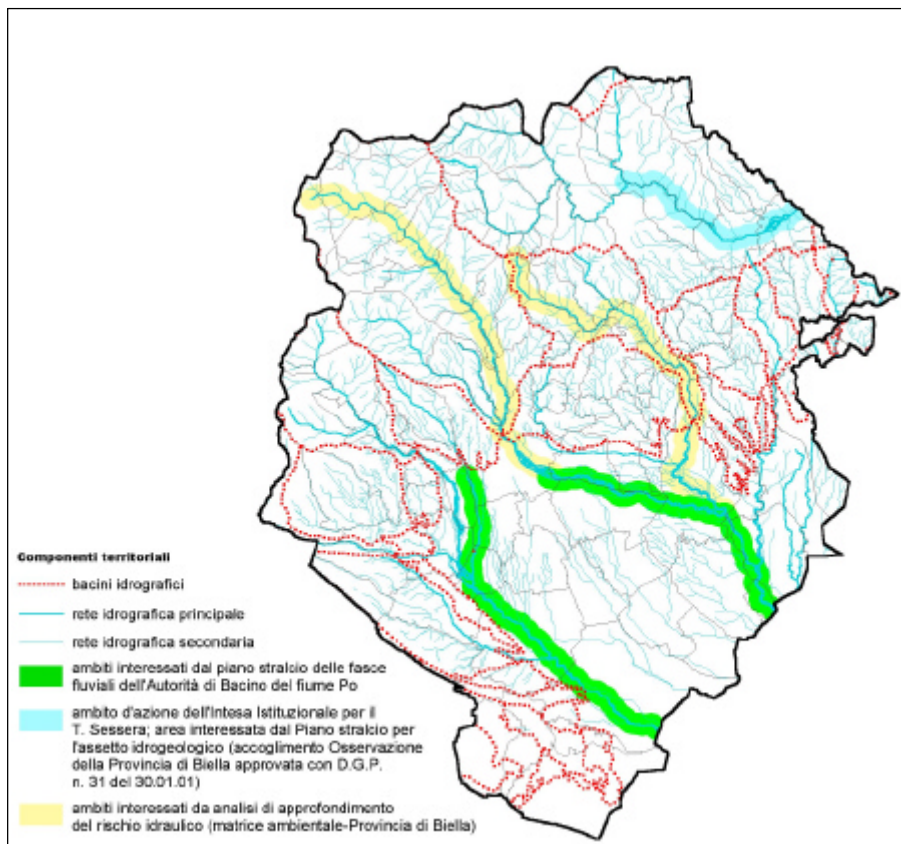 Componenti territoriali
bacini idrografici
rete idrografica principale
rete idrografica secondaria
ambiti interessati dal piano stralcio delle fasce
fluviali dell'Autorità di Bacino del fiume Po
ambito d'azione dell'Intesa Istituzionale per il
T. Sessera; area interessata dal Piano stralcio per
l'assetto idrogeologico (accoglimento Osservazione
della Provincia di Biella approvata con D.G.P.
n. 31 del 30.01.01)
ambiti interessati da analisi di approfondimento
del rischio idraulico (matrice ambientale-Provincia di Biella)